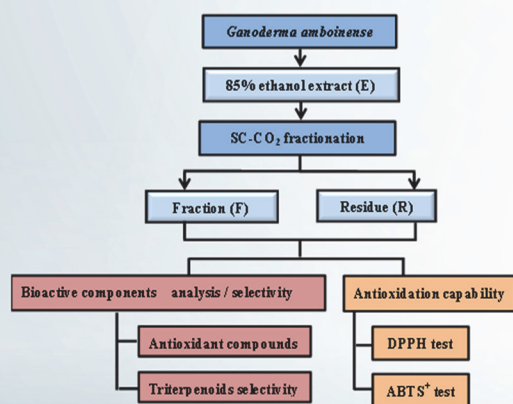 Ganoderma amboinense
85% ethanol extract (E)
SC-CO₂ fractionation
Fraction (F)
Residue (R)
Bioactive components analysis / selectivity
Antioxidation capability
Antioxidant compounds
DPPH test
Triterpenoids selectivity
ABTS⁺ test